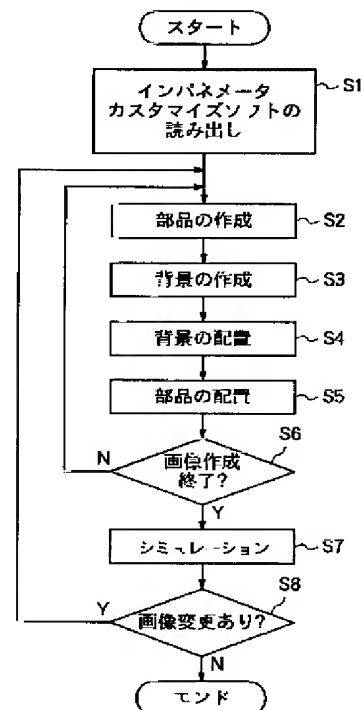 スタート
S1
インパネメータ
カスタマイズソフトの
読み出し
部品の作成
S2
背景の作成
S3
背景の配置
S4
部品の配置
S5
S6
N
画像作成
終了?
Y
シミュレーション
S7
S8
Y
画像変更あり?
N
エンド